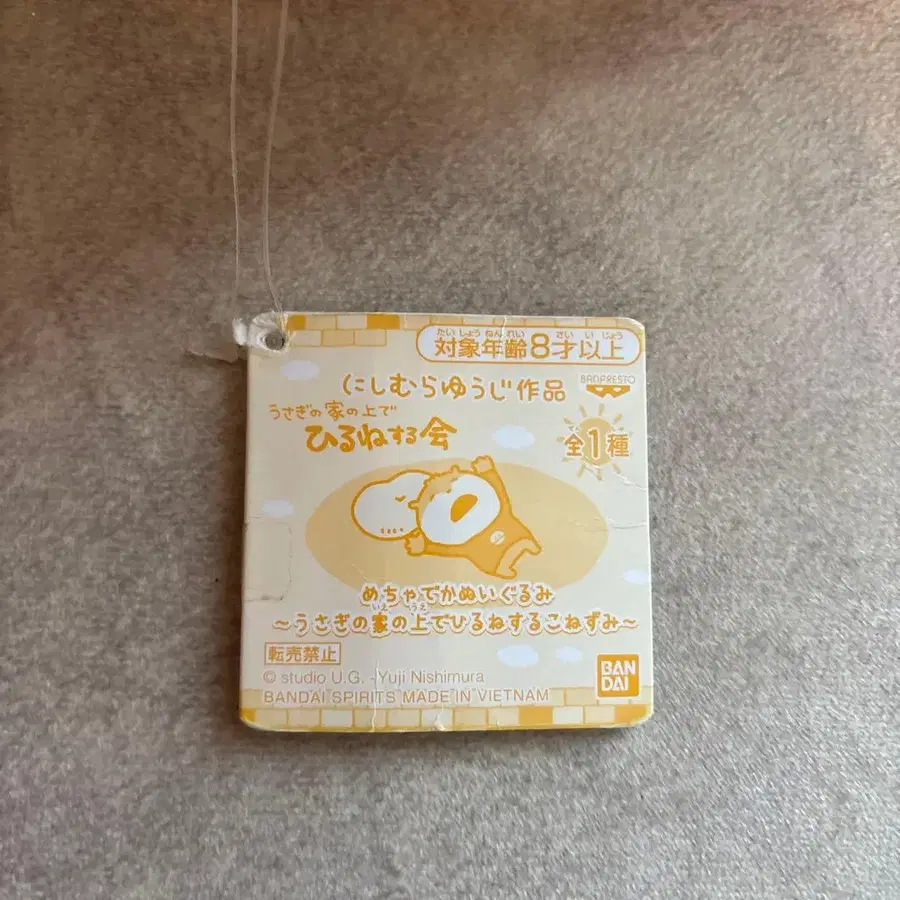 たいしょうねんれい さいいじょう
対象年齢8才以上
にしむらゆうじ作品
BANPRESTO
うさぎの家の上で
ひるねする会
全1種
めちゃでかぬいぐるみ
いえ うえ
〜うさぎの家の上でひるねするこねずみ〜
転売禁止
© studio U.G. -Yuji Nishimura
BANDAI SPIRITS MADE IN VIETNAM
BAN
DAI